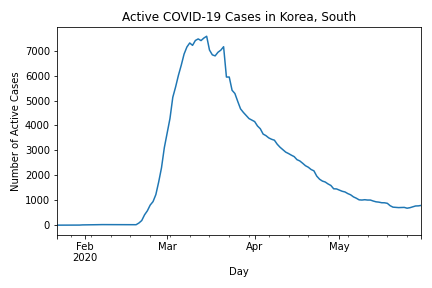 Active COVID-19 Cases in Korea, South
Number of Active Cases
7000
6000
5000
4000
3000
2000
1000
0
Feb
2020
Mar
Apr
May
Day